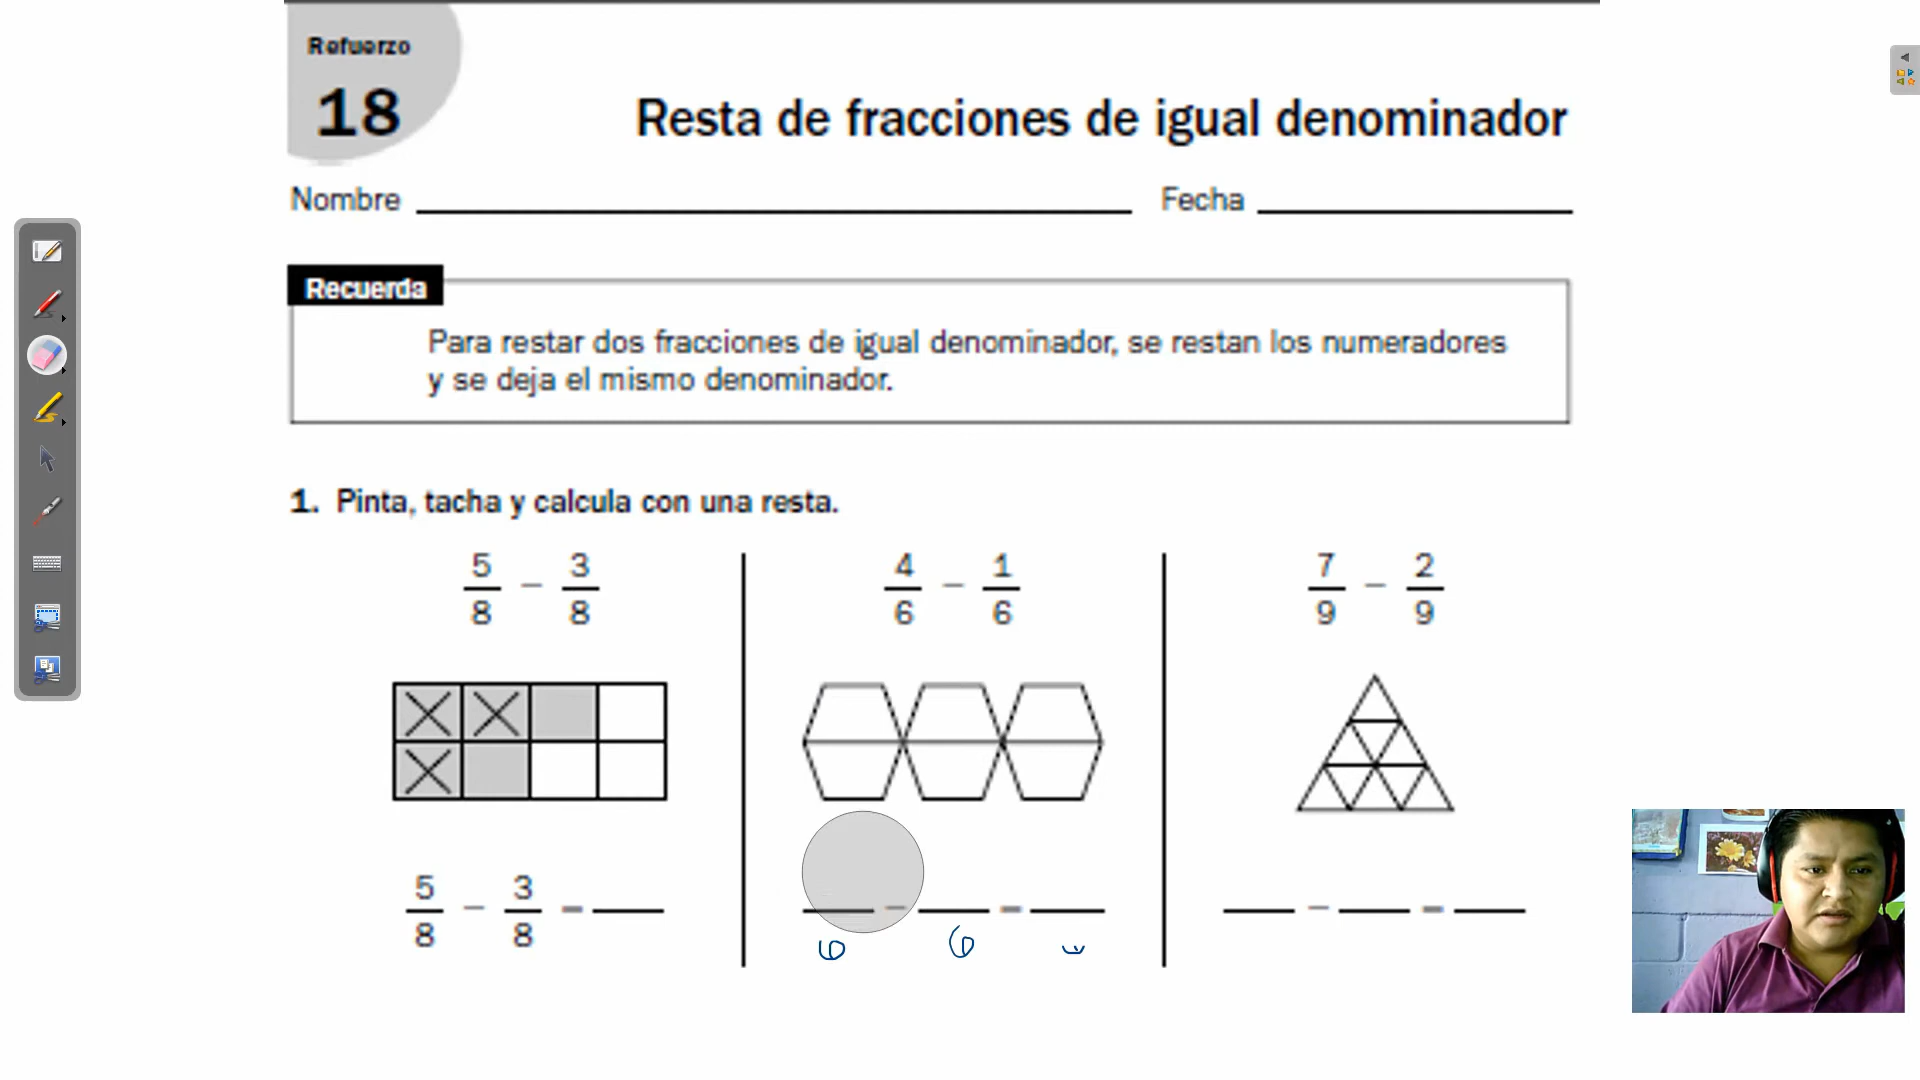 Refuerzo
18
Resta de fracciones de igual denominador
Nombre Fecha
Recuerda
Para restar dos fracciones de igual denominador, se restan los numeradores
y se deja el mismo denominador.
1. Pinta, tacha y calcula con una resta.
5/8 − 3/8
4/6 − 1/6
7/9 − 2/9
5/8 − 3/8 =
− =
6 6
− =